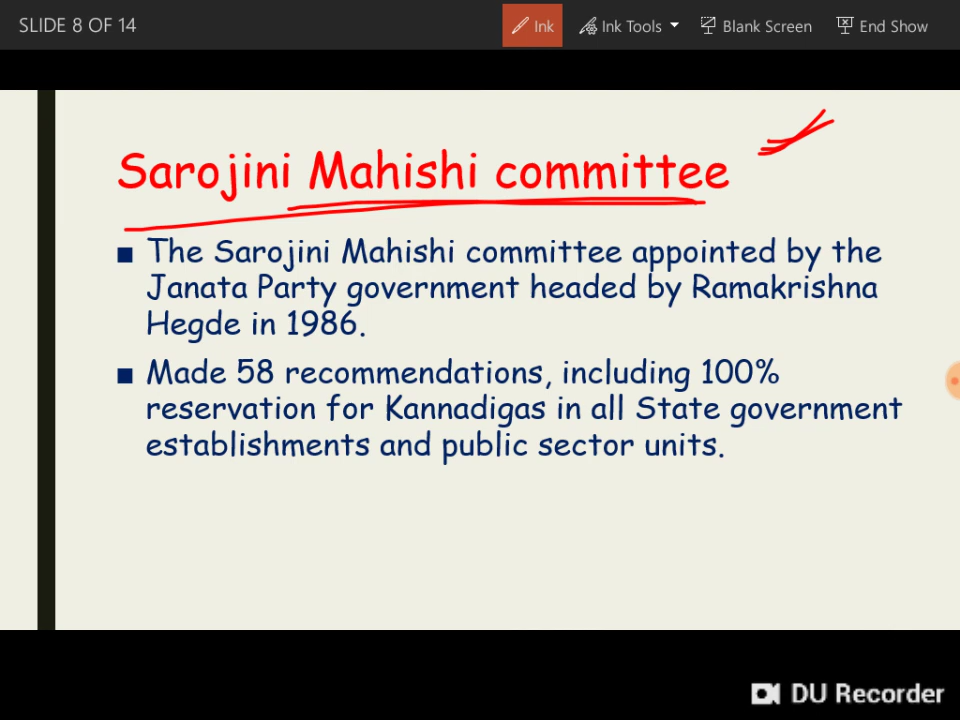 SLIDE 8 OF 14
Ink
Ink Tools
Blank Screen
End Show
Sarojini Mahishi committee
■ The Sarojini Mahishi committee appointed by the
Janata Party government headed by Ramakrishna
Hegde in 1986.
■ Made 58 recommendations, including 100%
reservation for Kannadigas in all State government
establishments and public sector units.
DU Recorder